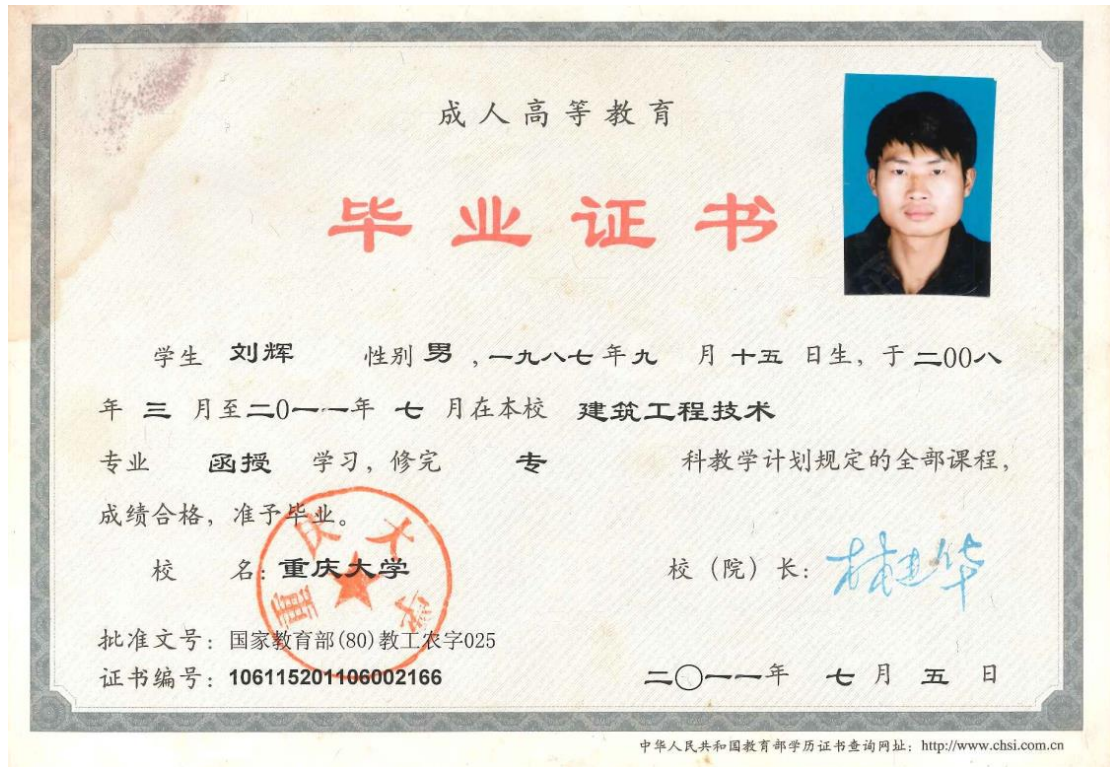 成人高等教育
毕业证书
学生 刘辉 性别 男 ,一九八七年九 月 十五 日生, 于 二00八
年 三 月至二0一一年 七 月在本校 建筑工程技术
专业 函授 学习, 修完 专 科教学计划规定的全部课程,
成绩合格, 准予毕业。
重庆大学
校 名: 重庆大学 校 (院) 长: 林建华
批准文号: 国家教育部(80)教工农字025
证书编号: 106115201106002166 二〇一一年 七 月 五 日
中华人民共和国教育部学历证书查询网址: http://www.chsi.com.cn